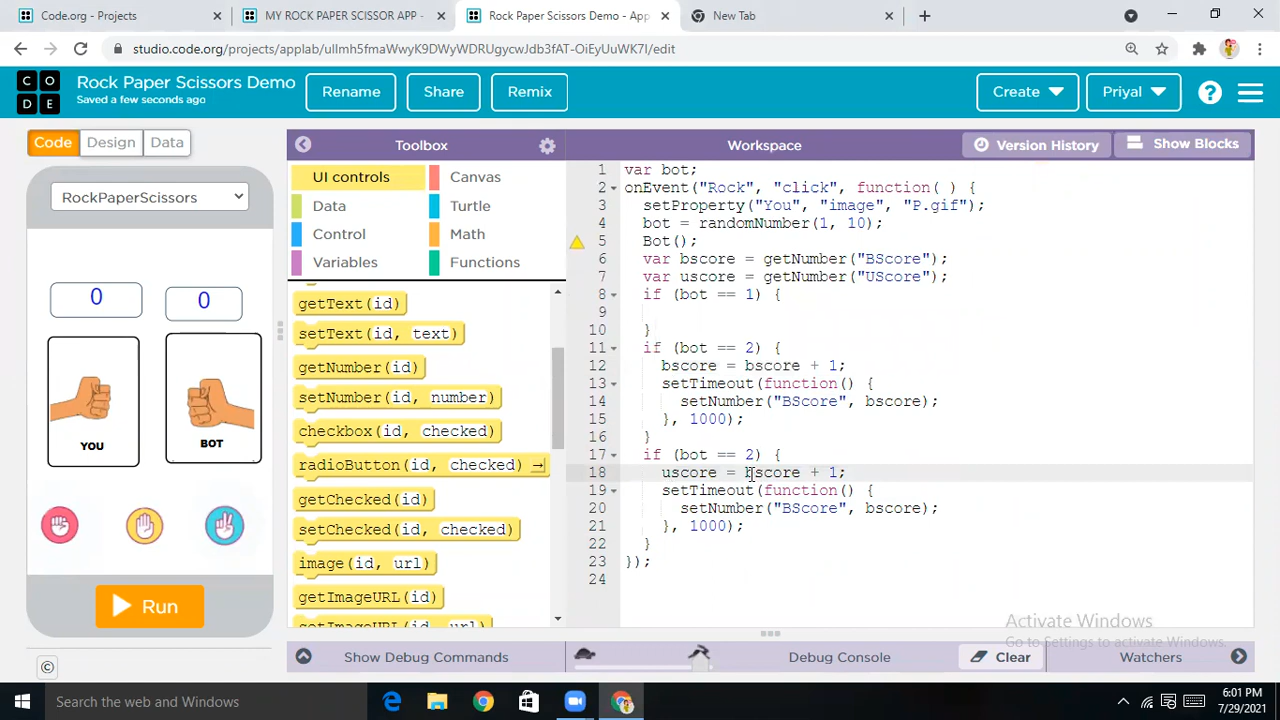 Code.org - Projects
MY ROCK PAPER SCISSOR APP -
Rock Paper Scissors Demo - App
New Tab
studio.code.org/projects/applab/ullmh5fmaWwyK9DWyWDRUgycwJdb3fAT-OiEyUuWK7I/edit
C O
D E
Rock Paper Scissors Demo
Saved a few seconds ago
Rename
Share
Remix
Create
Priyal
?
Code
Design
Data
Toolbox
Workspace
Version History
Show Blocks
RockPaperScissors
0
0
YOU
BOT
Run
UI controls
Canvas
Data
Turtle
Control
Math
Variables
Functions
getText(id)
setText(id, text)
getNumber(id)
setNumber(id, number)
checkbox(id, checked)
radioButton(id, checked)
getChecked(id)
setChecked(id, checked)
image(id, url)
getImageURL(id)
1 var bot;
2 onEvent("Rock", "click", function( ) {
3 setProperty("You", "image", "P.gif");
4 bot = randomNumber(1, 10);
5 Bot();
6 var bscore = getNumber("BScore");
7 var uscore = getNumber("UScore");
8 if (bot == 1) {
9
10 }
11 if (bot == 2) {
12 bscore = bscore + 1;
13 setTimeout(function() {
14 setNumber("BScore", bscore);
15 }, 1000);
16 }
17 if (bot == 2) {
18 uscore = bscore + 1;
19 setTimeout(function() {
20 setNumber("BScore", bscore);
21 }, 1000);
22 }
23 });
24
Activate Windows
Go to Settings to activate Windows.
Show Debug Commands
Debug Console
Clear
Watchers
©
Search the web and Windows
6:01 PM
7/29/2021